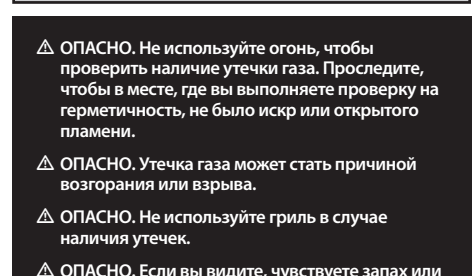 ⚠ ОПАСНО. Не используйте огонь, чтобы
проверить наличие утечки газа. Проследите,
чтобы в месте, где вы выполняете проверку на
герметичность, не было искр или открытого
пламени.
⚠ ОПАСНО. Утечка газа может стать причиной
возгорания или взрыва.
⚠ ОПАСНО. Не используйте гриль в случае
наличия утечек.
⚠ ОПАСНО. Если вы видите, чувствуете запах или